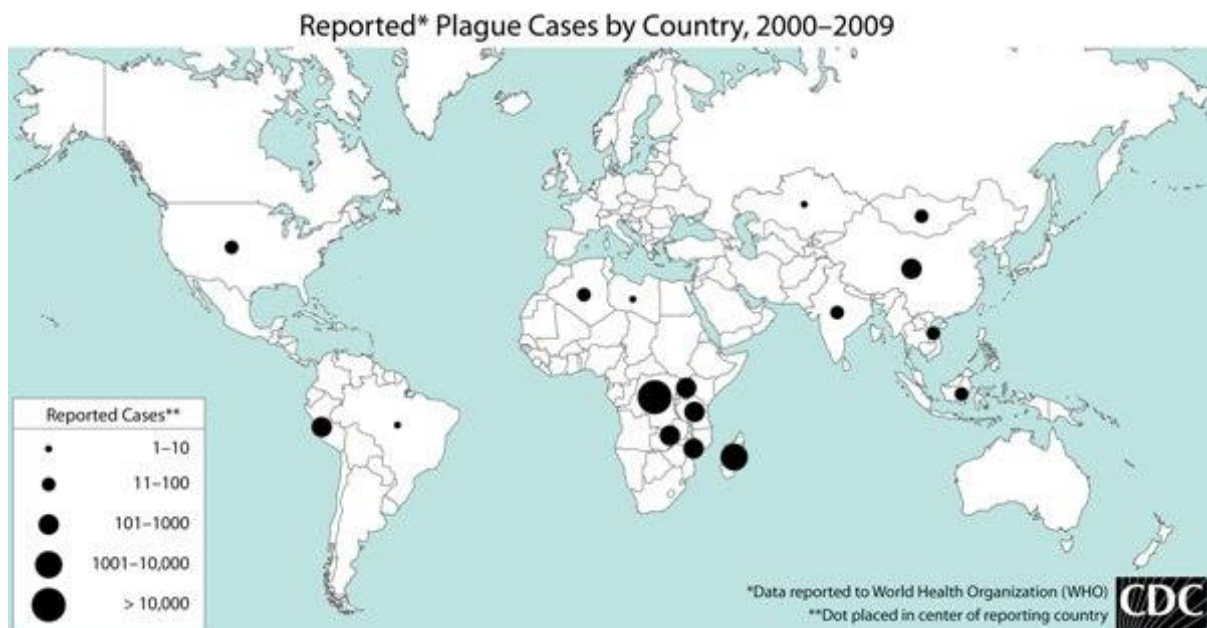 Reported* Plague Cases by Country, 2000–2009
Reported Cases**
1–10
11–100
101–1000
1001–10,000
> 10,000
*Data reported to World Health Organization (WHO)
**Dot placed in center of reporting country
CDC